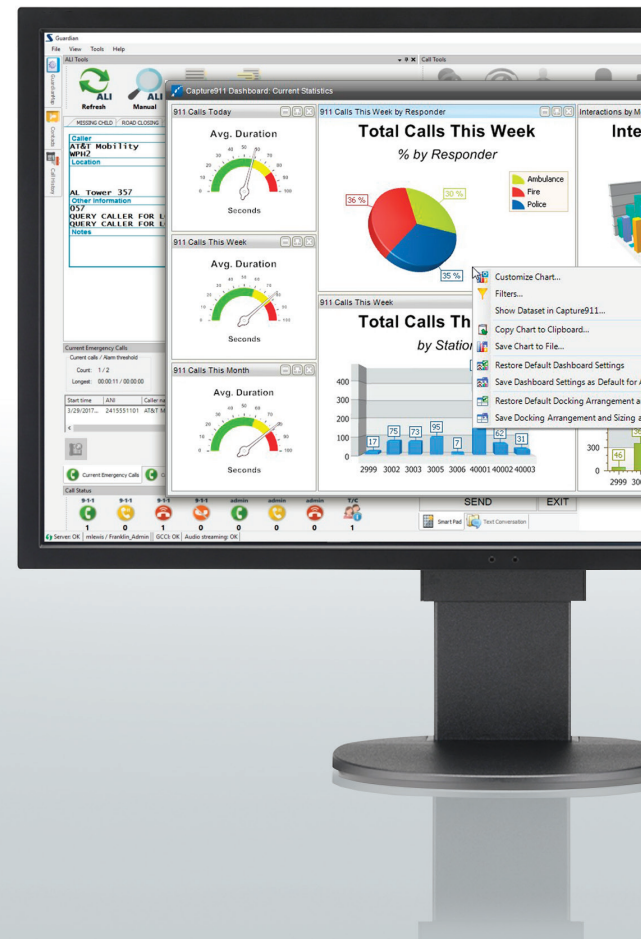 Guardian
File View Tools Help
ALI Tools
Call Tools
ALI
ALI
Refresh Manual
Capture911 Dashboard: Current Statistics
GuardianMap
Contacts
Call History
MISSING CHILD ROAD CLOSING
Caller
AT&T Mobility
WPH2
Location
AL Tower 357
Other Information
057
QUERY CALLER FOR L
QUERY CALLER FOR L
Notes
911 Calls Today
Avg. Duration
Seconds
911 Calls This Week
Avg. Duration
Seconds
911 Calls This Month
Avg. Duration
Seconds
911 Calls This Week by Responder
Total Calls This Week
% by Responder
Ambulance
Fire
Police
36 %
30 %
35 %
Interactions by M
Inte
Customize Chart...
Filters...
Show Dataset in Capture911...
Copy Chart to Clipboard...
Save Chart to File...
Restore Default Dashboard Settings
Save Dashboard Settings as Default for A
Restore Default Docking Arrangement a
Save Docking Arrangement and Sizing a
911 Calls This Week
Total Calls Th
by Station
400
300
200
100
0
17 75 73 95 7 62 31
2999 3002 3003 3005 3006 40001 40002 40003
300
0
46
2999 300
Current Emergency Calls
Current calls / Alarm threshold
Count: 1 / 2
Longest: 00:00:11 / 00:00:00
Start time ANI Caller na
3/29/2017... 2415551101 AT&T M
Current Emergency Calls
Call Status
9-1-1 9-1-1 9-1-1 9-1-1 admin admin admin T/C
1 0 1 0 0 0 0 1
SEND EXIT
Smart Pad Text Conversation
Server: OK mlewis / Franklin_Admin GCCI: OK Audio streaming: OK